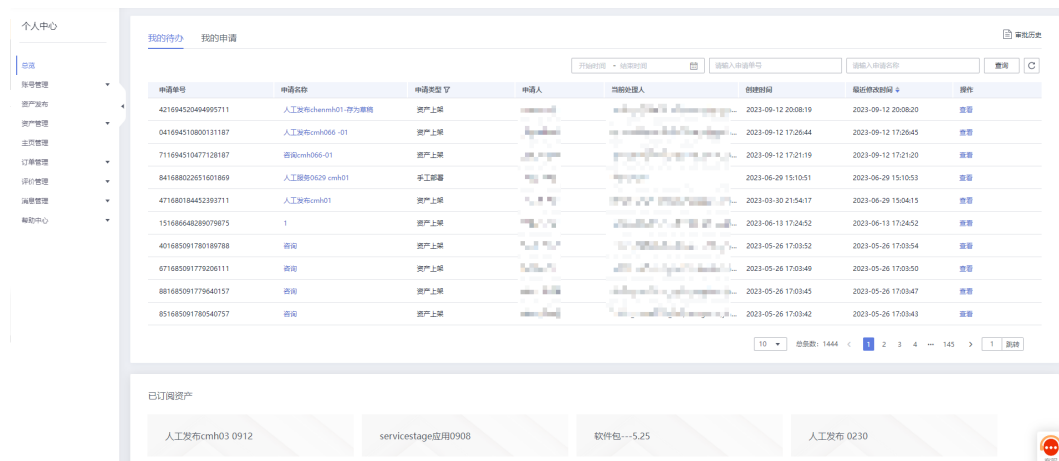 个人中心
总览
账号管理
资产发布
资产管理
主页管理
订单管理
评价管理
消息管理
帮助中心
我的待办 我的申请
审批历史
开始时间 - 结束时间 请输入申请单号 请输入申请名称 查询
申请单号 申请名称 申请类型 申请人 当前处理人 创建时间 最近修改时间 操作
421694520494995711 人工发布chenmh01-存为草稿 资产上架 ... 2023-09-12 20:08:19 2023-09-12 20:08:20 查看
041694510800131187 人工发布cmh066 -01 资产上架 ... 2023-09-12 17:26:44 2023-09-12 17:26:45 查看
711694510477128187 咨询cmh066-01 资产上架 ... 2023-09-12 17:21:19 2023-09-12 17:21:20 查看
841688022651601869 人工服务0629 cmh01 手工部署 2023-06-29 15:10:51 2023-06-29 15:10:53 查看
471680184452393711 人工发布cmh01 资产上架 ... 2023-03-30 21:54:17 2023-06-29 15:04:15 查看
151686648289079875 1 资产上架 ... 2023-06-13 17:24:52 2023-06-13 17:24:52 查看
401685091780189788 咨询 资产上架 ... 2023-05-26 17:03:52 2023-05-26 17:03:54 查看
671685091779206111 咨询 资产上架 ... 2023-05-26 17:03:49 2023-05-26 17:03:50 查看
881685091779640157 咨询 资产上架 ... 2023-05-26 17:03:45 2023-05-26 17:03:47 查看
851685091780540757 咨询 资产上架 ... 2023-05-26 17:03:42 2023-05-26 17:03:43 查看
10 总条数: 1444 < 1 2 3 4 ... 145 > 1 跳转
已订阅资产
人工发布cmh03 0912 servicestage应用0908 软件包---5.25 人工发布 0230